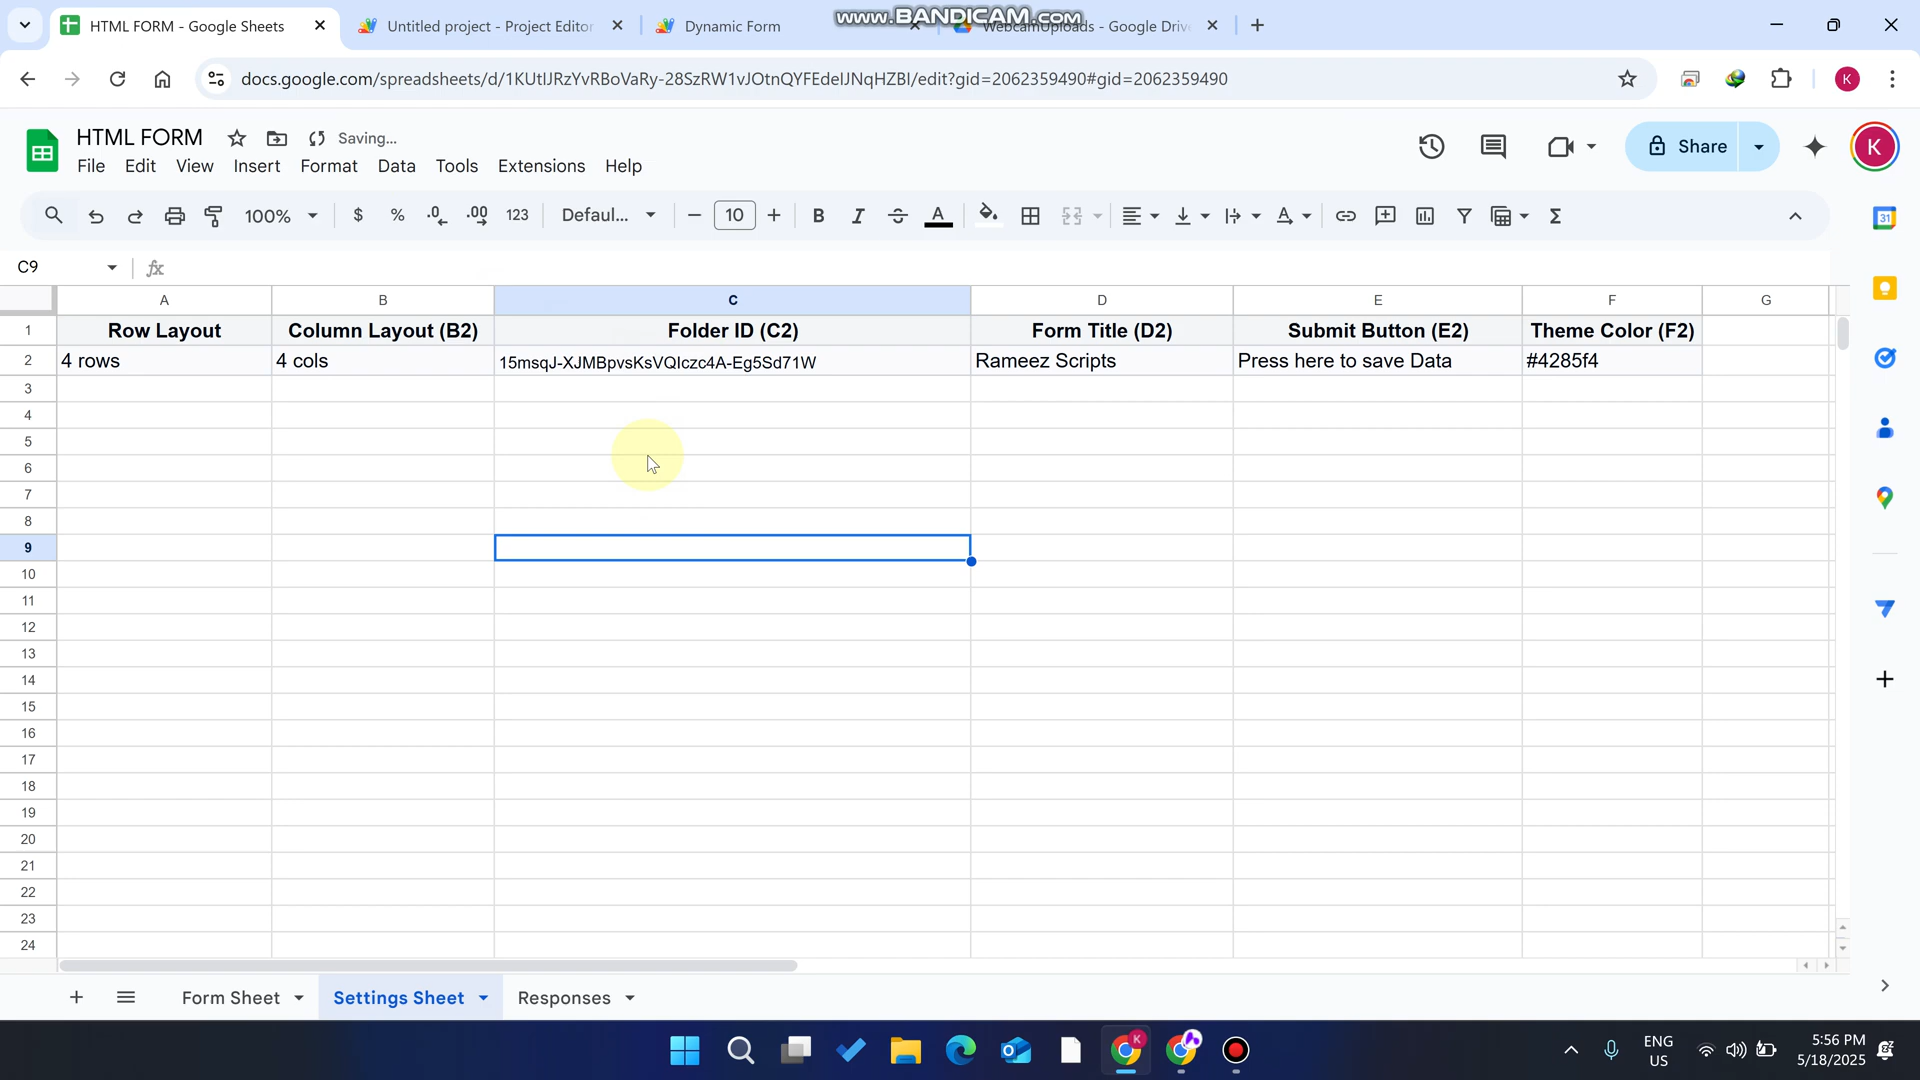 HTML FORM - Google Sheets
Untitled project - Project Editor
Dynamic Form
WebcamUploads - Google Drive
www.BANDICAM.com
docs.google.com/spreadsheets/d/1KUtIJRzYvRBoVaRy-28SzRW1vJOtnQYFEdeIJNqHZBI/edit?gid=2062359490#gid=2062359490
K
HTML FORM
Saving...
File Edit View Insert Format Data Tools Extensions Help
Share
K
100%
$ % .0 .00 123
Defaul...
10
B I S A
C9
fx
A B C D E F G
1 Row Layout Column Layout (B2) Folder ID (C2) Form Title (D2) Submit Button (E2) Theme Color (F2)
2 4 rows 4 cols 15msqJ-XJMBpvsKsVQIczc4A-Eg5Sd71W Rameez Scripts Press here to save Data #4285f4
3
4
5
6
7
8
9
10
11
12
13
14
15
16
17
18
19
20
21
22
23
24
31
Form Sheet Settings Sheet Responses
ENG
US
5:56 PM
5/18/2025